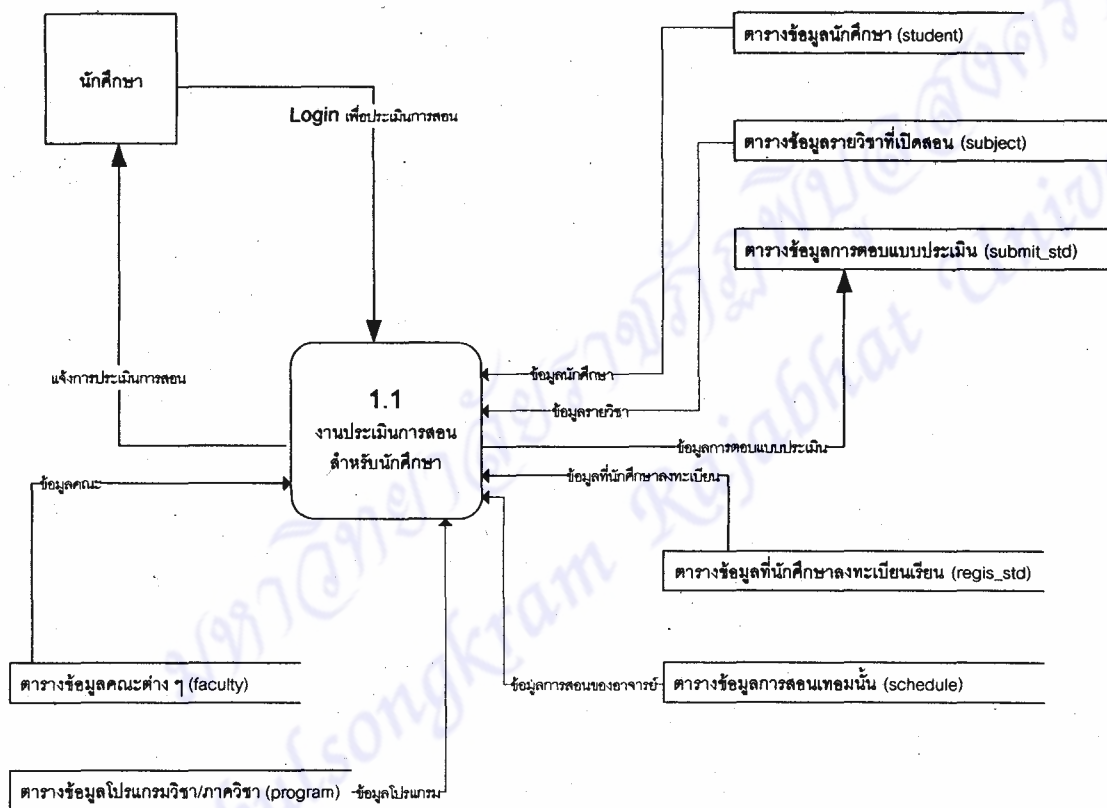 ตารางข้อมูลนักศึกษา (student)
นักศึกษา
Login เพื่อประเมินการสอน
ตารางข้อมูลรายวิชาที่เปิดสอน (subject)
ตารางข้อมูลการตอบแบบประเมิน (submit_std)
แจ้งการประเมินการสอน
ข้อมูลนักศึกษา
1.1
งานประเมินการสอน
สำหรับนักศึกษา
ข้อมูลรายวิชา
ข้อมูลการตอบแบบประเมิน
ข้อมูลคณะ
ข้อมูลที่นักศึกษาลงทะเบียน
ตารางข้อมูลที่นักศึกษาลงทะเบียนเรียน (regis_std)
ตารางข้อมูลคณะต่าง ๆ (faculty)
ข้อมูลการสอนของอาจารย์
ตารางข้อมูลการสอนเทอมนั้น (schedule)
ตารางข้อมูลโปรแกรมวิชา/ภาควิชา (program)
ข้อมูลโปรแกรม